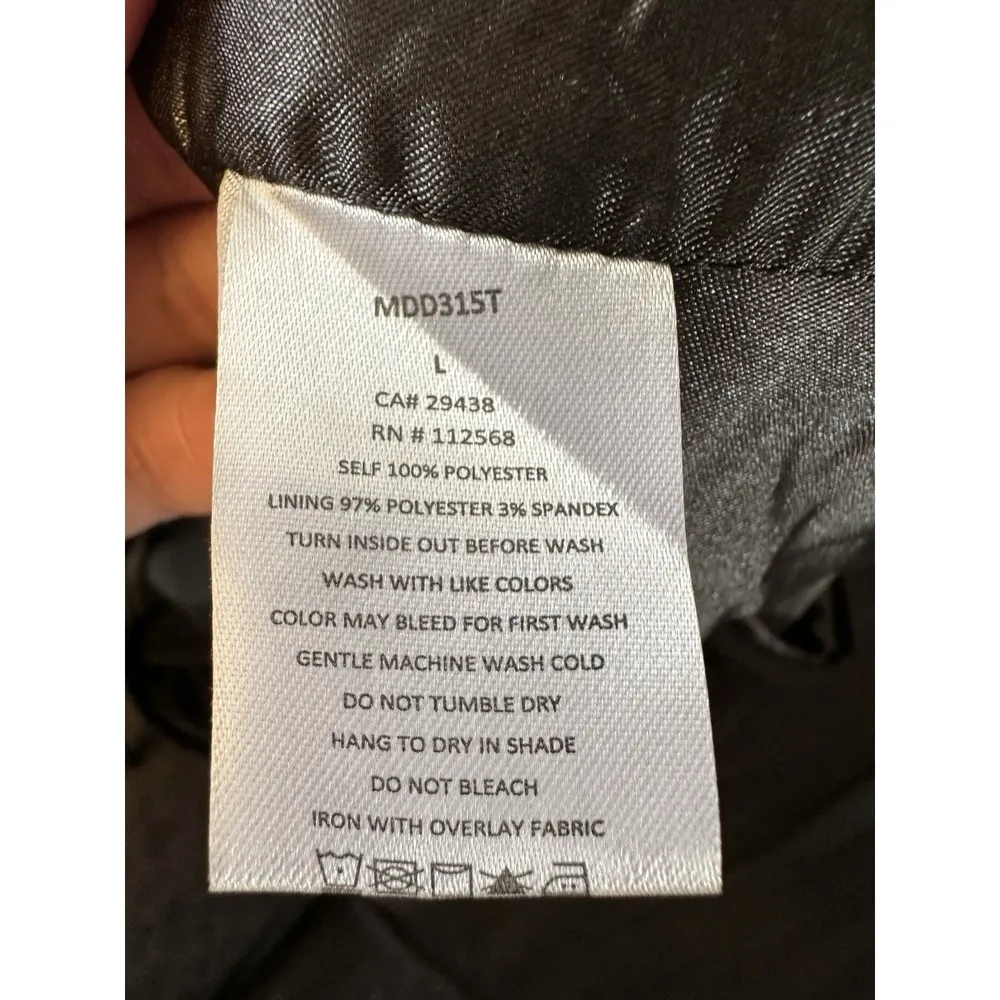 MDD315T
L
CA# 29438
RN # 112568
SELF 100% POLYESTER
LINING 97% POLYESTER 3% SPANDEX
TURN INSIDE OUT BEFORE WASH
WASH WITH LIKE COLORS
COLOR MAY BLEED FOR FIRST WASH
GENTLE MACHINE WASH COLD
DO NOT TUMBLE DRY
HANG TO DRY IN SHADE
DO NOT BLEACH
IRON WITH OVERLAY FABRIC